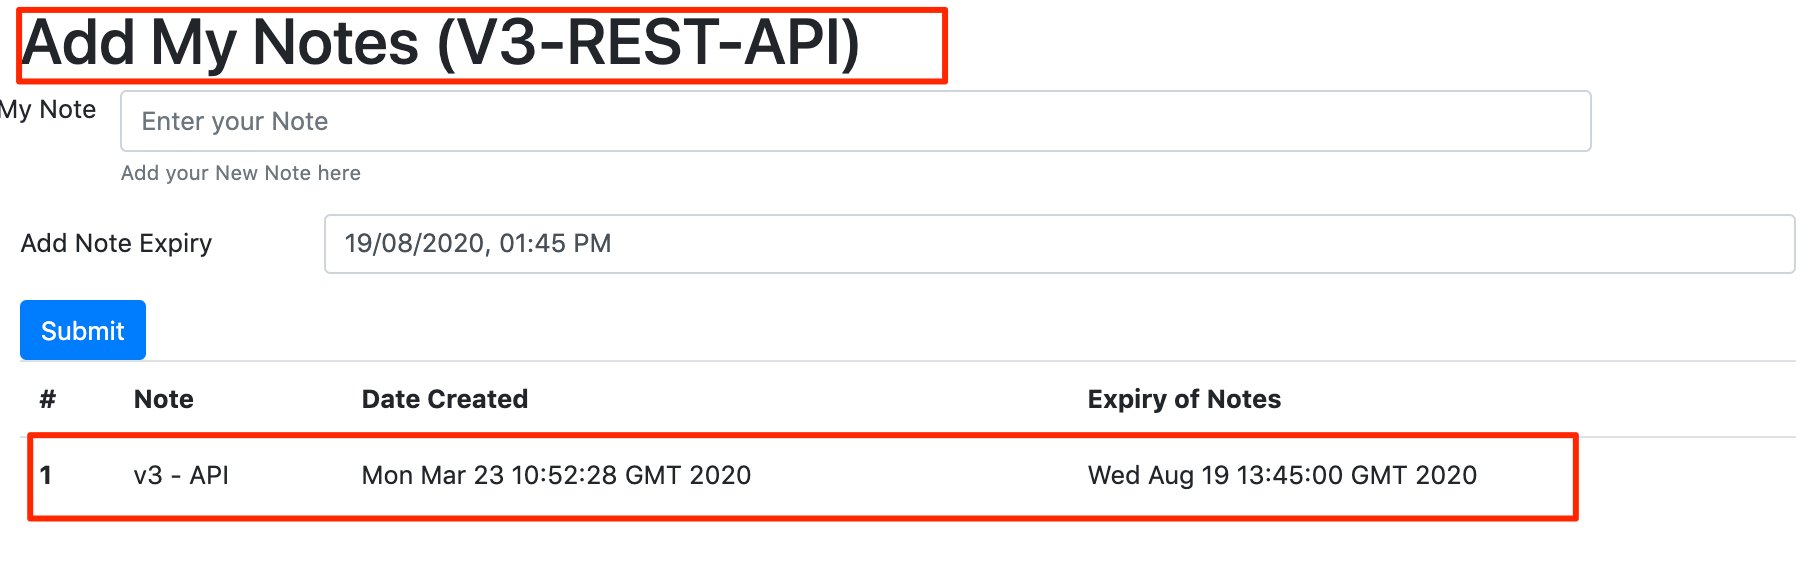 Add My Notes (V3-REST-API)
My Note
Enter your Note
Add your New Note here
Add Note Expiry
19/08/2020, 01:45 PM
Submit
# Note Date Created Expiry of Notes
1 v3 - API Mon Mar 23 10:52:28 GMT 2020 Wed Aug 19 13:45:00 GMT 2020